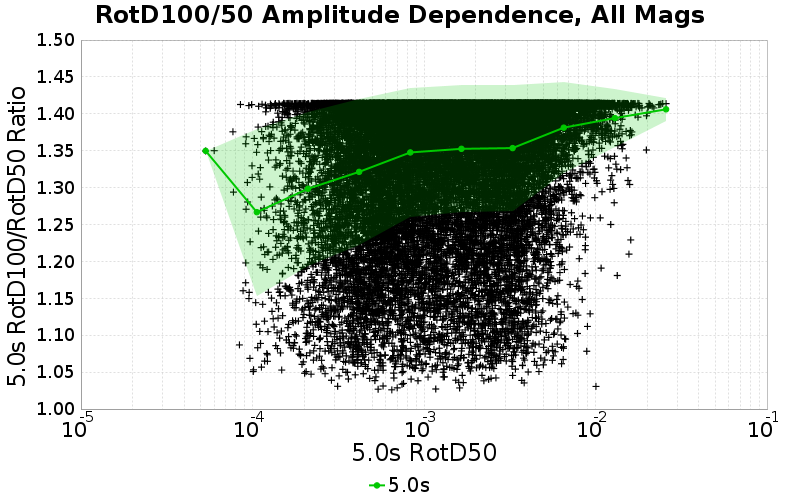 RotD100/50 Amplitude Dependence, All Mags
5.0s RotD100/RotD50 Ratio
1.50
1.45
1.40
1.35
1.30
1.25
1.20
1.15
1.10
1.05
1.00
10^-5 10^-4 10^-3 10^-2 10^-1
5.0s RotD50
5.0s